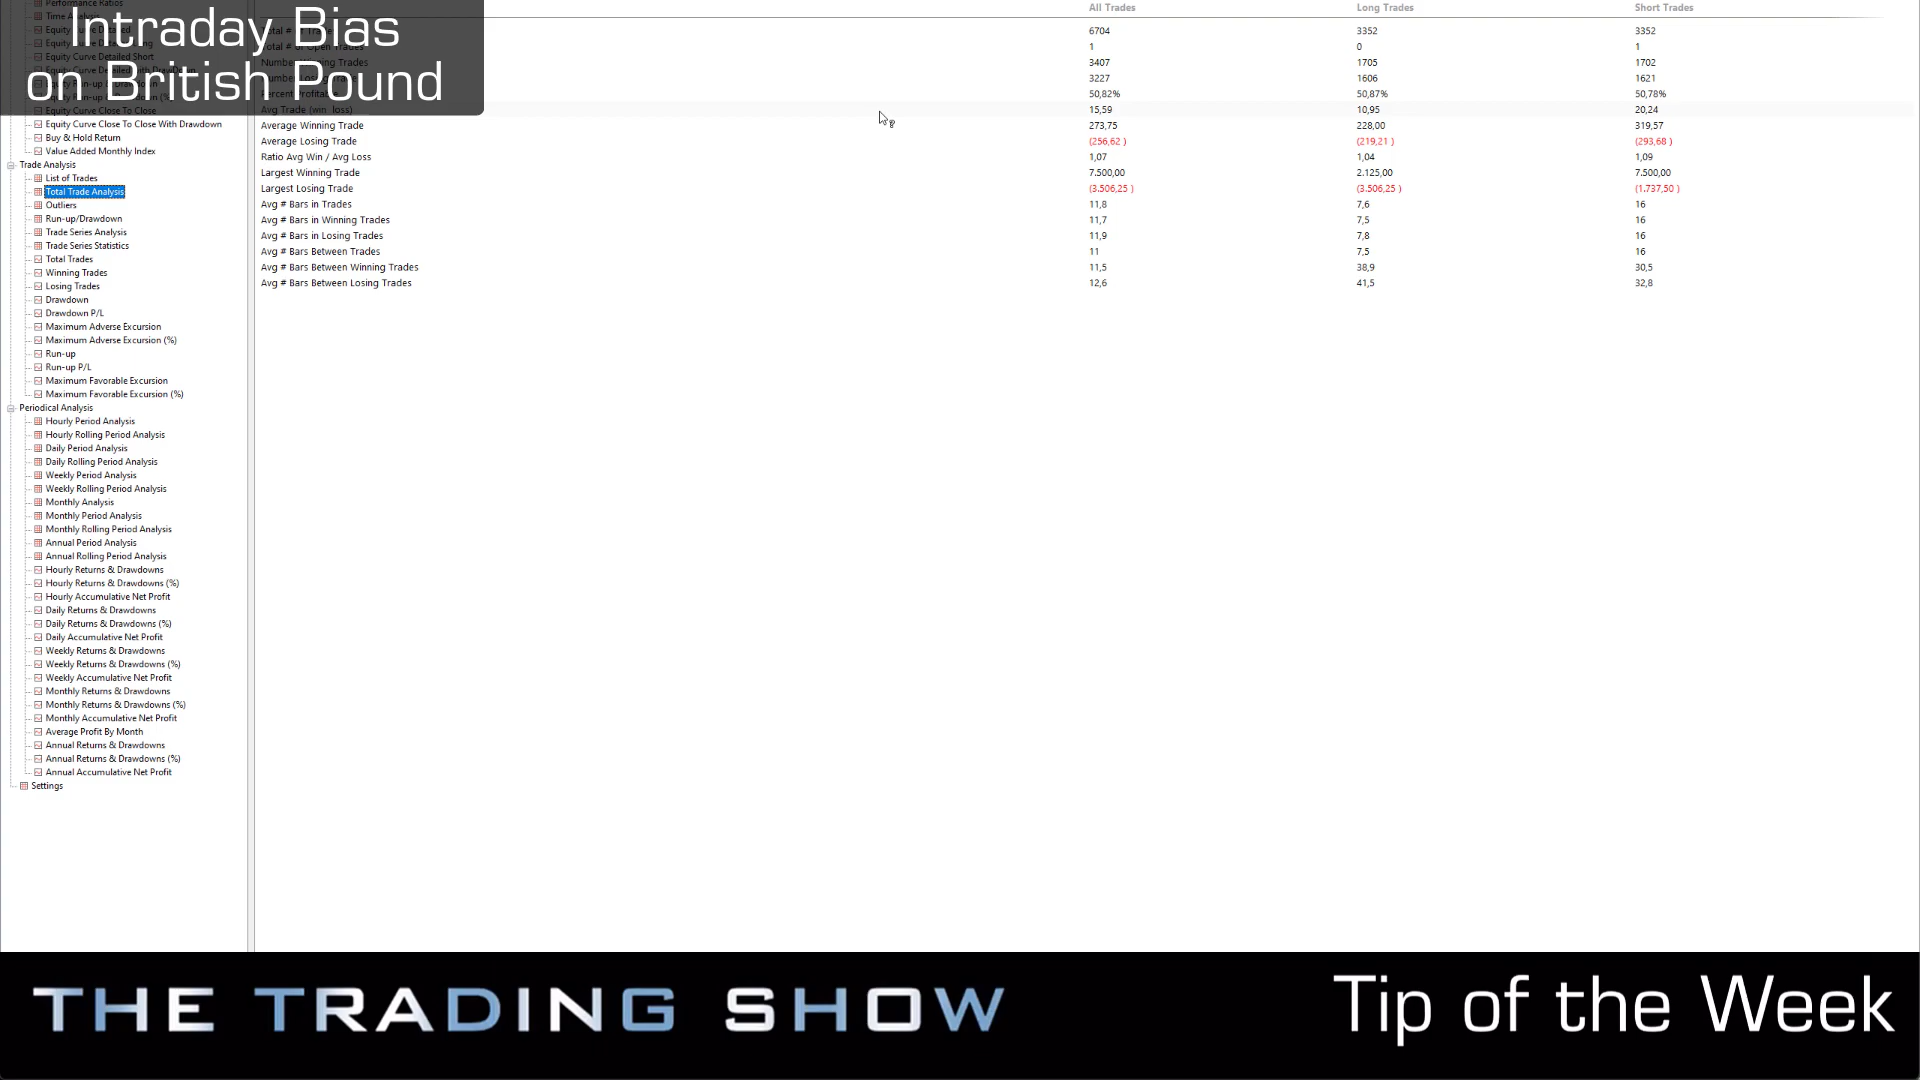 Intraday Bias
on British Pound
Performance Ratios
Equity Curve Detailed Short
Equity Curve Close To Close
Equity Curve Close To Close With Drawdown
Buy & Hold Return
Value Added Monthly Index
Trade Analysis
List of Trades
Total Trade Analysis
Outliers
Run-up/Drawdown
Trade Series Analysis
Trade Series Statistics
Total Trades
Winning Trades
Losing Trades
Drawdown
Drawdown P/L
Maximum Adverse Excursion
Maximum Adverse Excursion (%)
Run-up
Run-up P/L
Maximum Favorable Excursion
Maximum Favorable Excursion (%)
Periodical Analysis
Hourly Period Analysis
Hourly Rolling Period Analysis
Daily Period Analysis
Daily Rolling Period Analysis
Weekly Period Analysis
Weekly Rolling Period Analysis
Monthly Analysis
Monthly Period Analysis
Monthly Rolling Period Analysis
Annual Period Analysis
Annual Rolling Period Analysis
Hourly Returns & Drawdowns
Hourly Returns & Drawdowns (%)
Hourly Accumulative Net Profit
Daily Returns & Drawdowns
Daily Returns & Drawdowns (%)
Daily Accumulative Net Profit
Weekly Returns & Drawdowns
Weekly Returns & Drawdowns (%)
Weekly Accumulative Net Profit
Monthly Returns & Drawdowns
Monthly Returns & Drawdowns (%)
Monthly Accumulative Net Profit
Average Profit By Month
Annual Returns & Drawdowns
Annual Returns & Drawdowns (%)
Annual Accumulative Net Profit
Settings
All Trades Long Trades Short Trades
6704 3352 3352
1 0 1
Trades 3407 1705 1702
3227 1606 1621
50,82% 50,87% 50,78%
Avg Trade (win loss) 15,59 10,95 20,24
Average Winning Trade 273,75 228,00 319,57
Average Losing Trade (256,62 ) (219,21 ) (293,68 )
Ratio Avg Win / Avg Loss 1,07 1,04 1,09
Largest Winning Trade 7.500,00 2.125,00 7.500,00
Largest Losing Trade (3.506,25 ) (3.506,25 ) (1.737,50 )
Avg # Bars in Trades 11,8 7,6 16
Avg # Bars in Winning Trades 11,7 7,5 16
Avg # Bars in Losing Trades 11,9 7,8 16
Avg # Bars Between Trades 11 7,5 16
Avg # Bars Between Winning Trades 11,5 38,9 30,5
Avg # Bars Between Losing Trades 12,6 41,5 32,8
THE TRADING SHOW
Tip of the Week